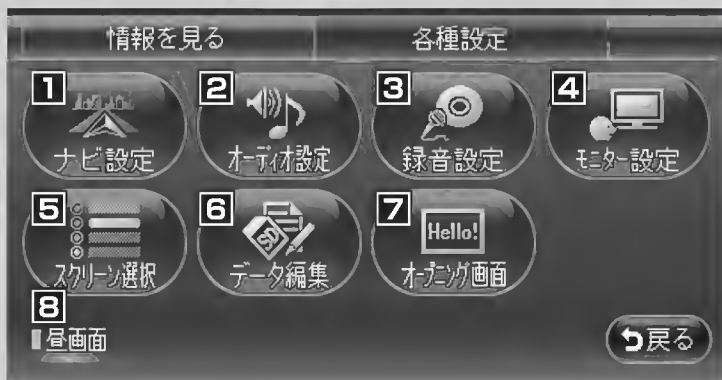 情報を見る 各種設定
1 2 3 4
ナビ設定 オーディオ設定 録音設定 モニター設定
5 6 7
SD Hello!
スクリーン選択 データ編集 オープニング画面
8
昼画面 戻る